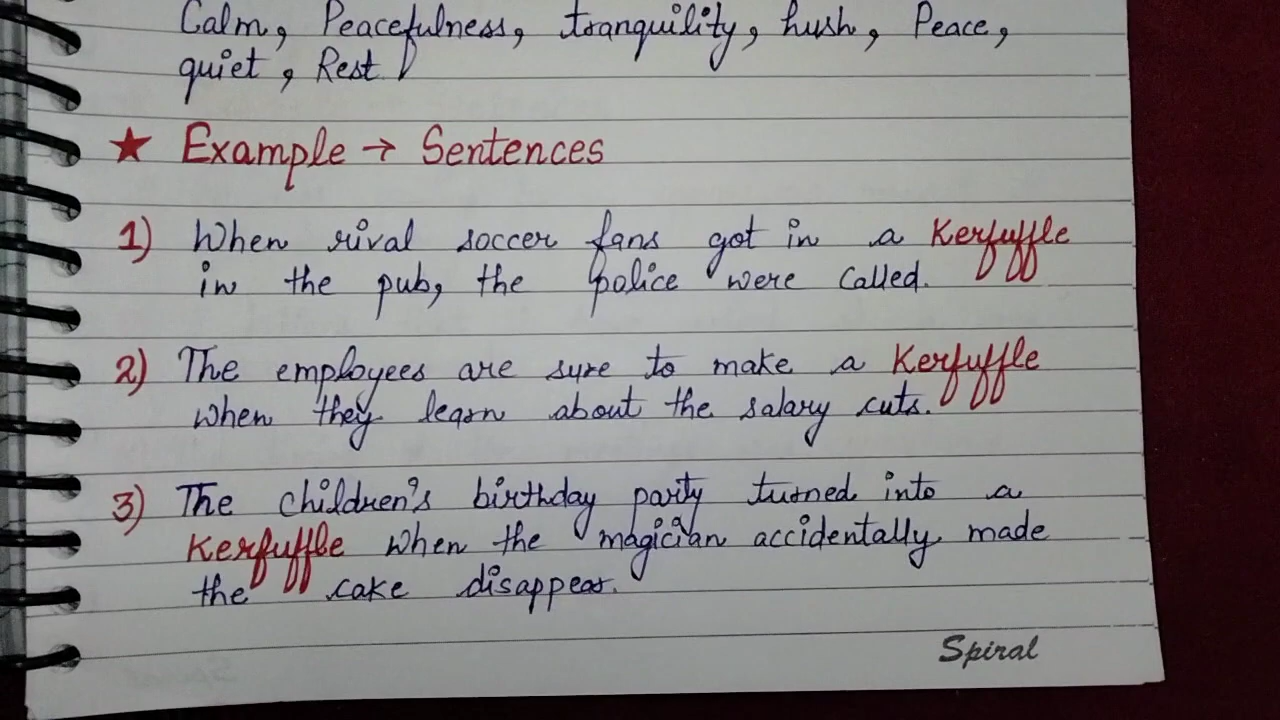 Calm, Peacefulness, tranquility, hush, Peace,
quiet, Rest
★ Example → Sentences
1) When rival soccer fans got in a Kerfuffle
in the pub, the police were called.
2) The employees are sure to make a Kerfuffle
when they learn about the salary cuts.
3) The children's birthday party turned into a
Kerfuffle when the magician accidentally made
the cake disappear.
Spiral